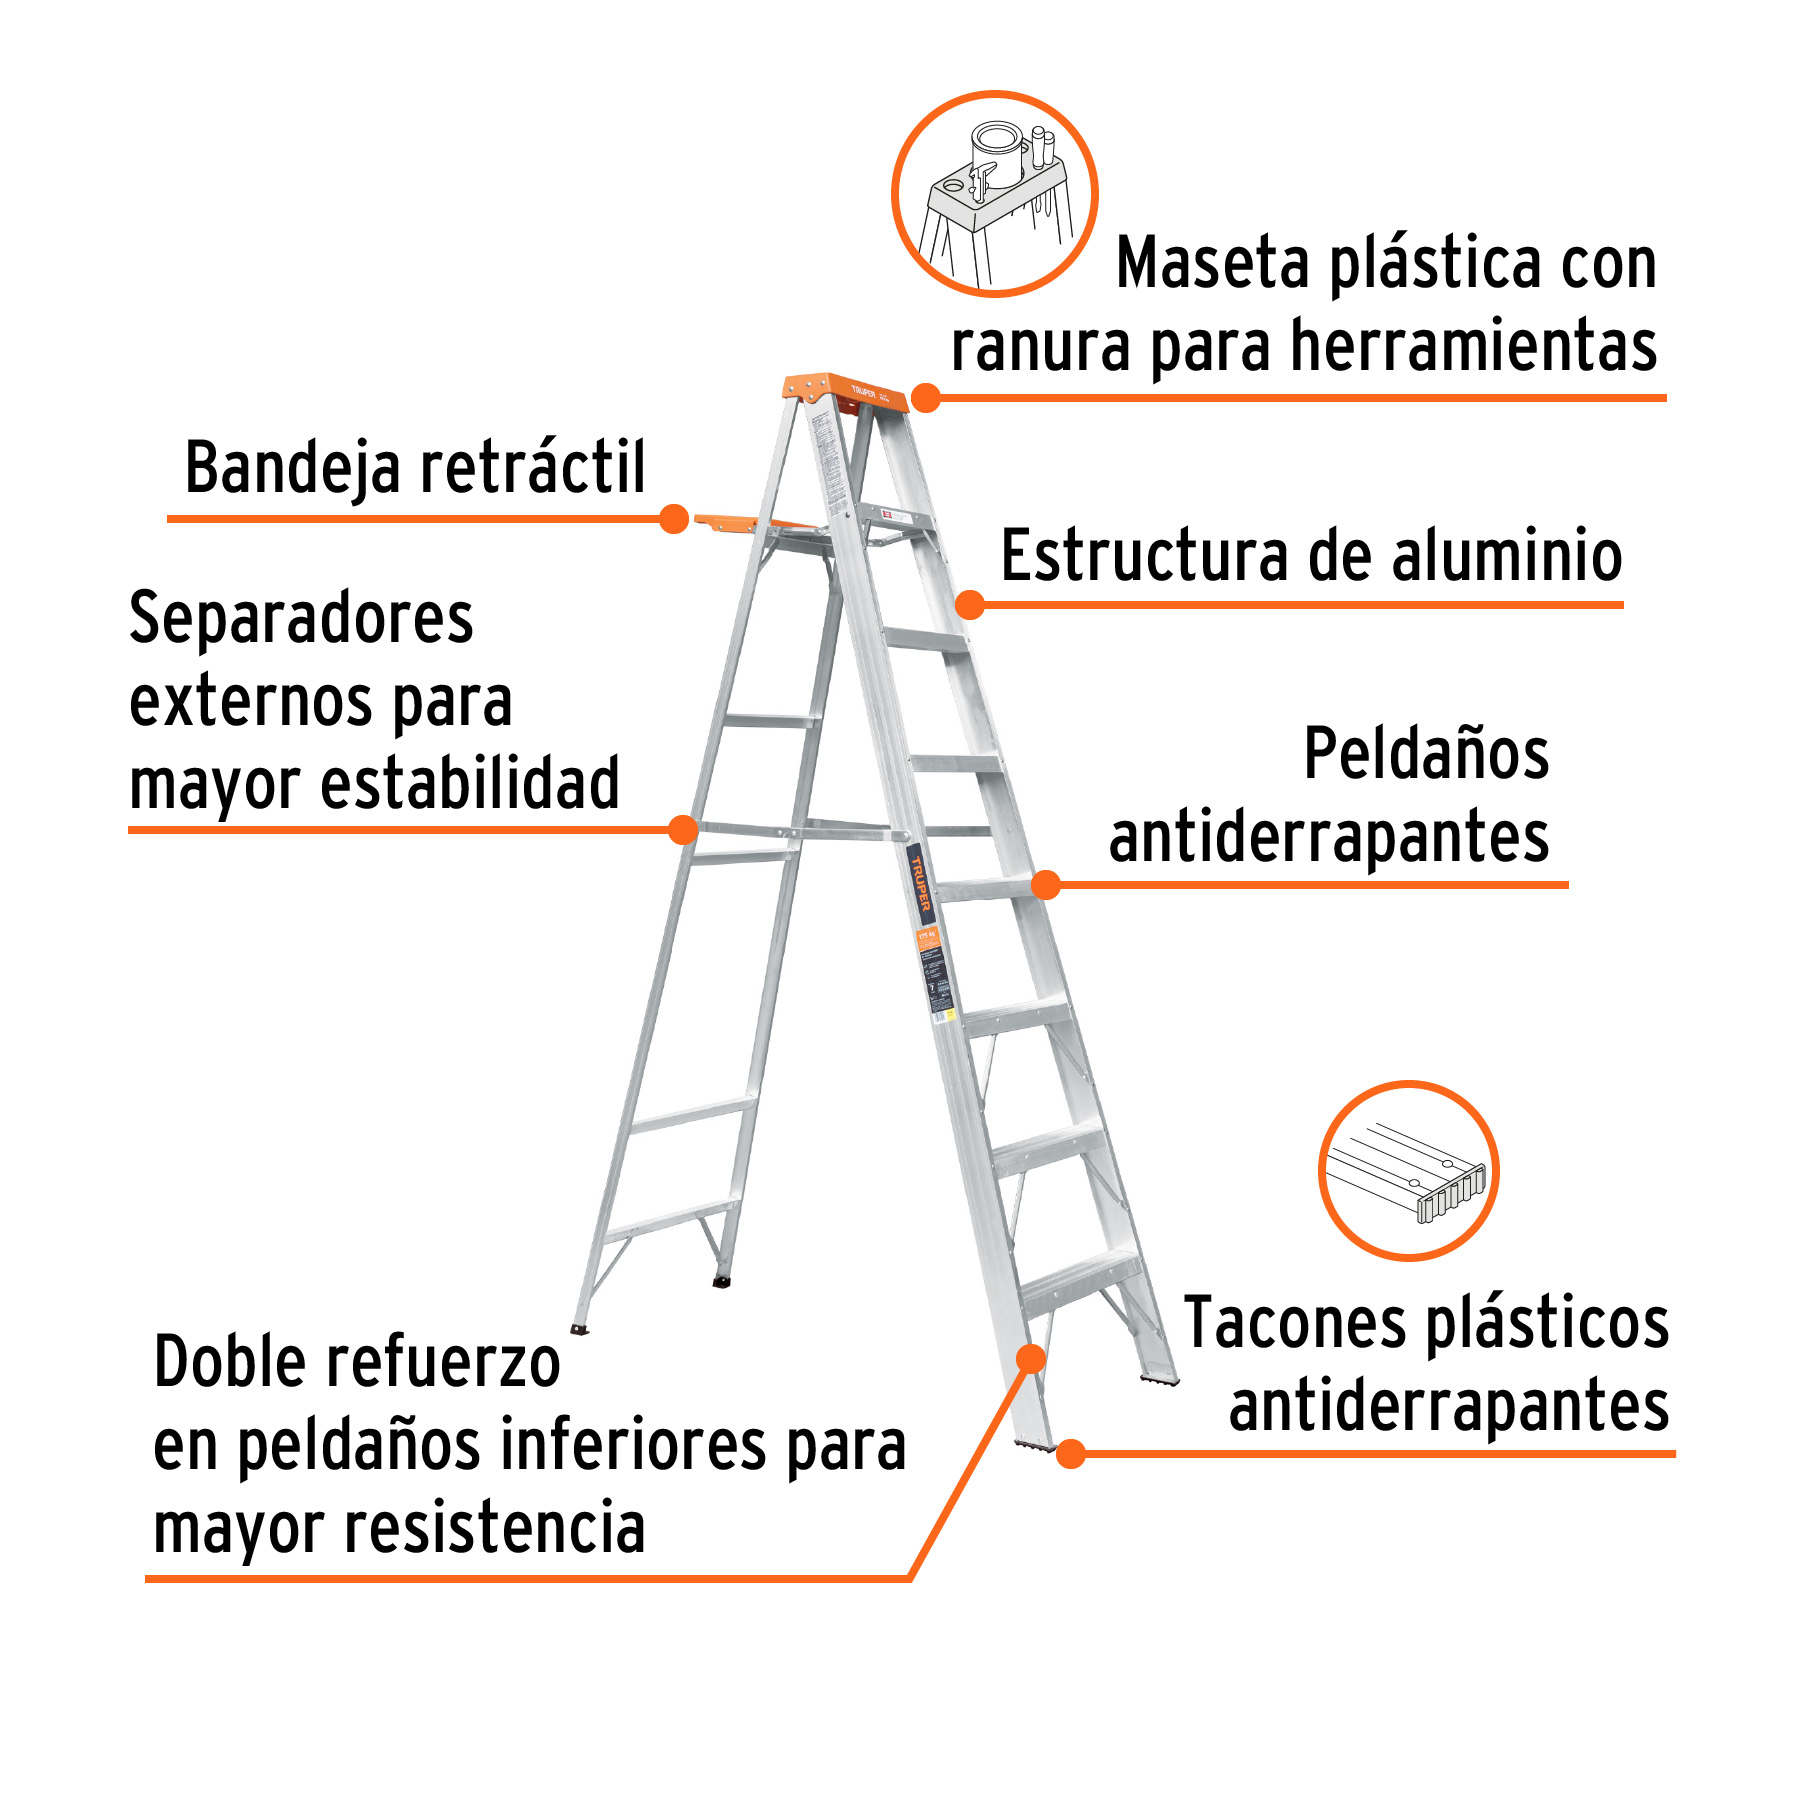 Maseta plástica con
ranura para herramientas
TRUPER
Bandeja retráctil
Estructura de aluminio
Separadores
externos para
mayor estabilidad
Peldaños
antiderrapantes
TRUPER
Tacones plásticos
antiderrapantes
Doble refuerzo
en peldaños inferiores para
mayor resistencia